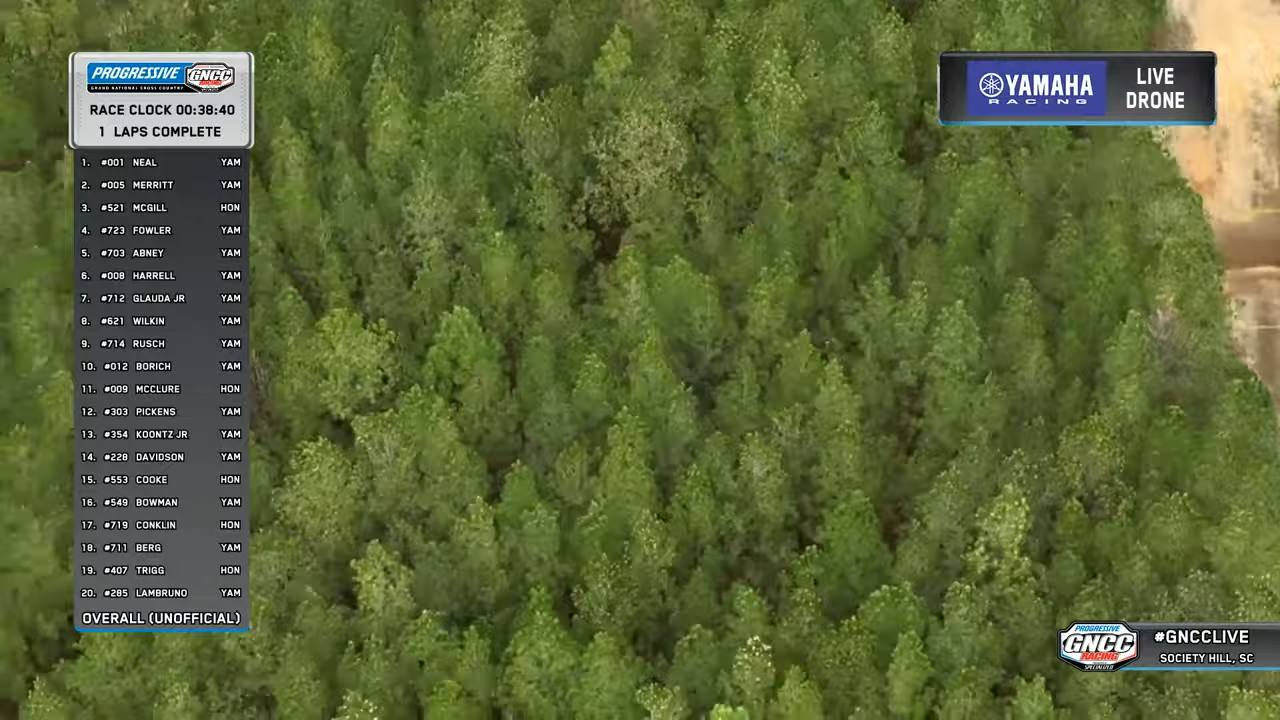 PROGRESSIVE GNCC RACING
GRAND NATIONAL CROSS COUNTRY
RACE CLOCK 00:38:40
1 LAPS COMPLETE
1. #001 NEAL YAM
2. #005 MERRITT YAM
3. #521 MCGILL HON
4. #723 FOWLER YAM
5. #703 ABNEY YAM
6. #008 HARRELL YAM
7. #712 GLAUDA JR YAM
8. #621 WILKIN YAM
9. #714 RUSCH YAM
10. #012 BORICH YAM
11. #009 MCCLURE HON
12. #303 PICKENS YAM
13. #354 KOONTZ JR YAM
14. #228 DAVIDSON YAM
15. #553 COOKE HON
16. #549 BOWMAN YAM
17. #719 CONKLIN HON
18. #711 BERG YAM
19. #407 TRIGG HON
20. #285 LAMBRUNO YAM
OVERALL (UNOFFICIAL)
YAMAHA
RACING
LIVE
DRONE
PROGRESSIVE
GNCC
RACING
SPECIALIZED
#GNCCLIVE
SOCIETY HILL, SC